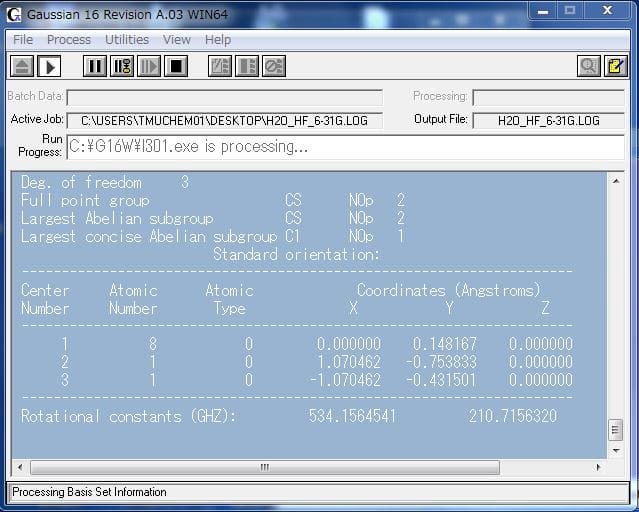 Gaussian 16 Revision A.03 WIN64
File Process Utilities View Help
Batch Data: Processing:
Active Job: C:\USERS\TMUCHEM01\DESKTOP\H2O_HF_6-31G.LOG Output File: H2O_HF_6-31G.LOG
Run Progress: C:¥G16W¥l301.exe is processing...
Deg. of freedom 3
Full point group CS NOp 2
Largest Abelian subgroup CS NOp 2
Largest concise Abelian subgroup C1 NOp 1
Standard orientation:
---------------------------------------------------------------------
Center Atomic Atomic Coordinates (Angstroms)
Number Number Type X Y Z
---------------------------------------------------------------------
1 8 0 0.000000 0.148167 0.000000
2 1 0 1.070462 -0.753833 0.000000
3 1 0 -1.070462 -0.431501 0.000000
---------------------------------------------------------------------
Rotational constants (GHZ): 534.1564541 210.7156320
Processing Basis Set Information